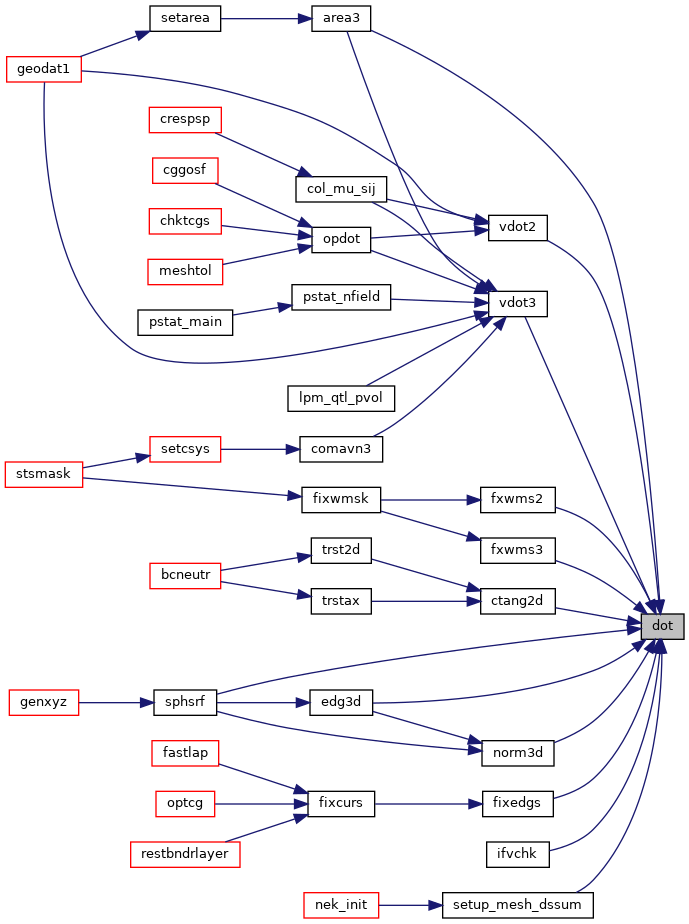 setarea
area3
geodat1
crespsp
cggosf
col_mu_sij
chktcgs
vdot2
opdot
meshtol
pstat_nfield
vdot3
pstat_main
lpm_qtl_pvol
setcsys
comavn3
stsmask
fixwmsk
fxwms2
trst2d
fxwms3
bcneutr
trstax
ctang2d
dot
genxyz
sphsrf
edg3d
fastlap
norm3d
optcg
fixcurs
fixedgs
restbndrlayer
ifvchk
nek_init
setup_mesh_dssum